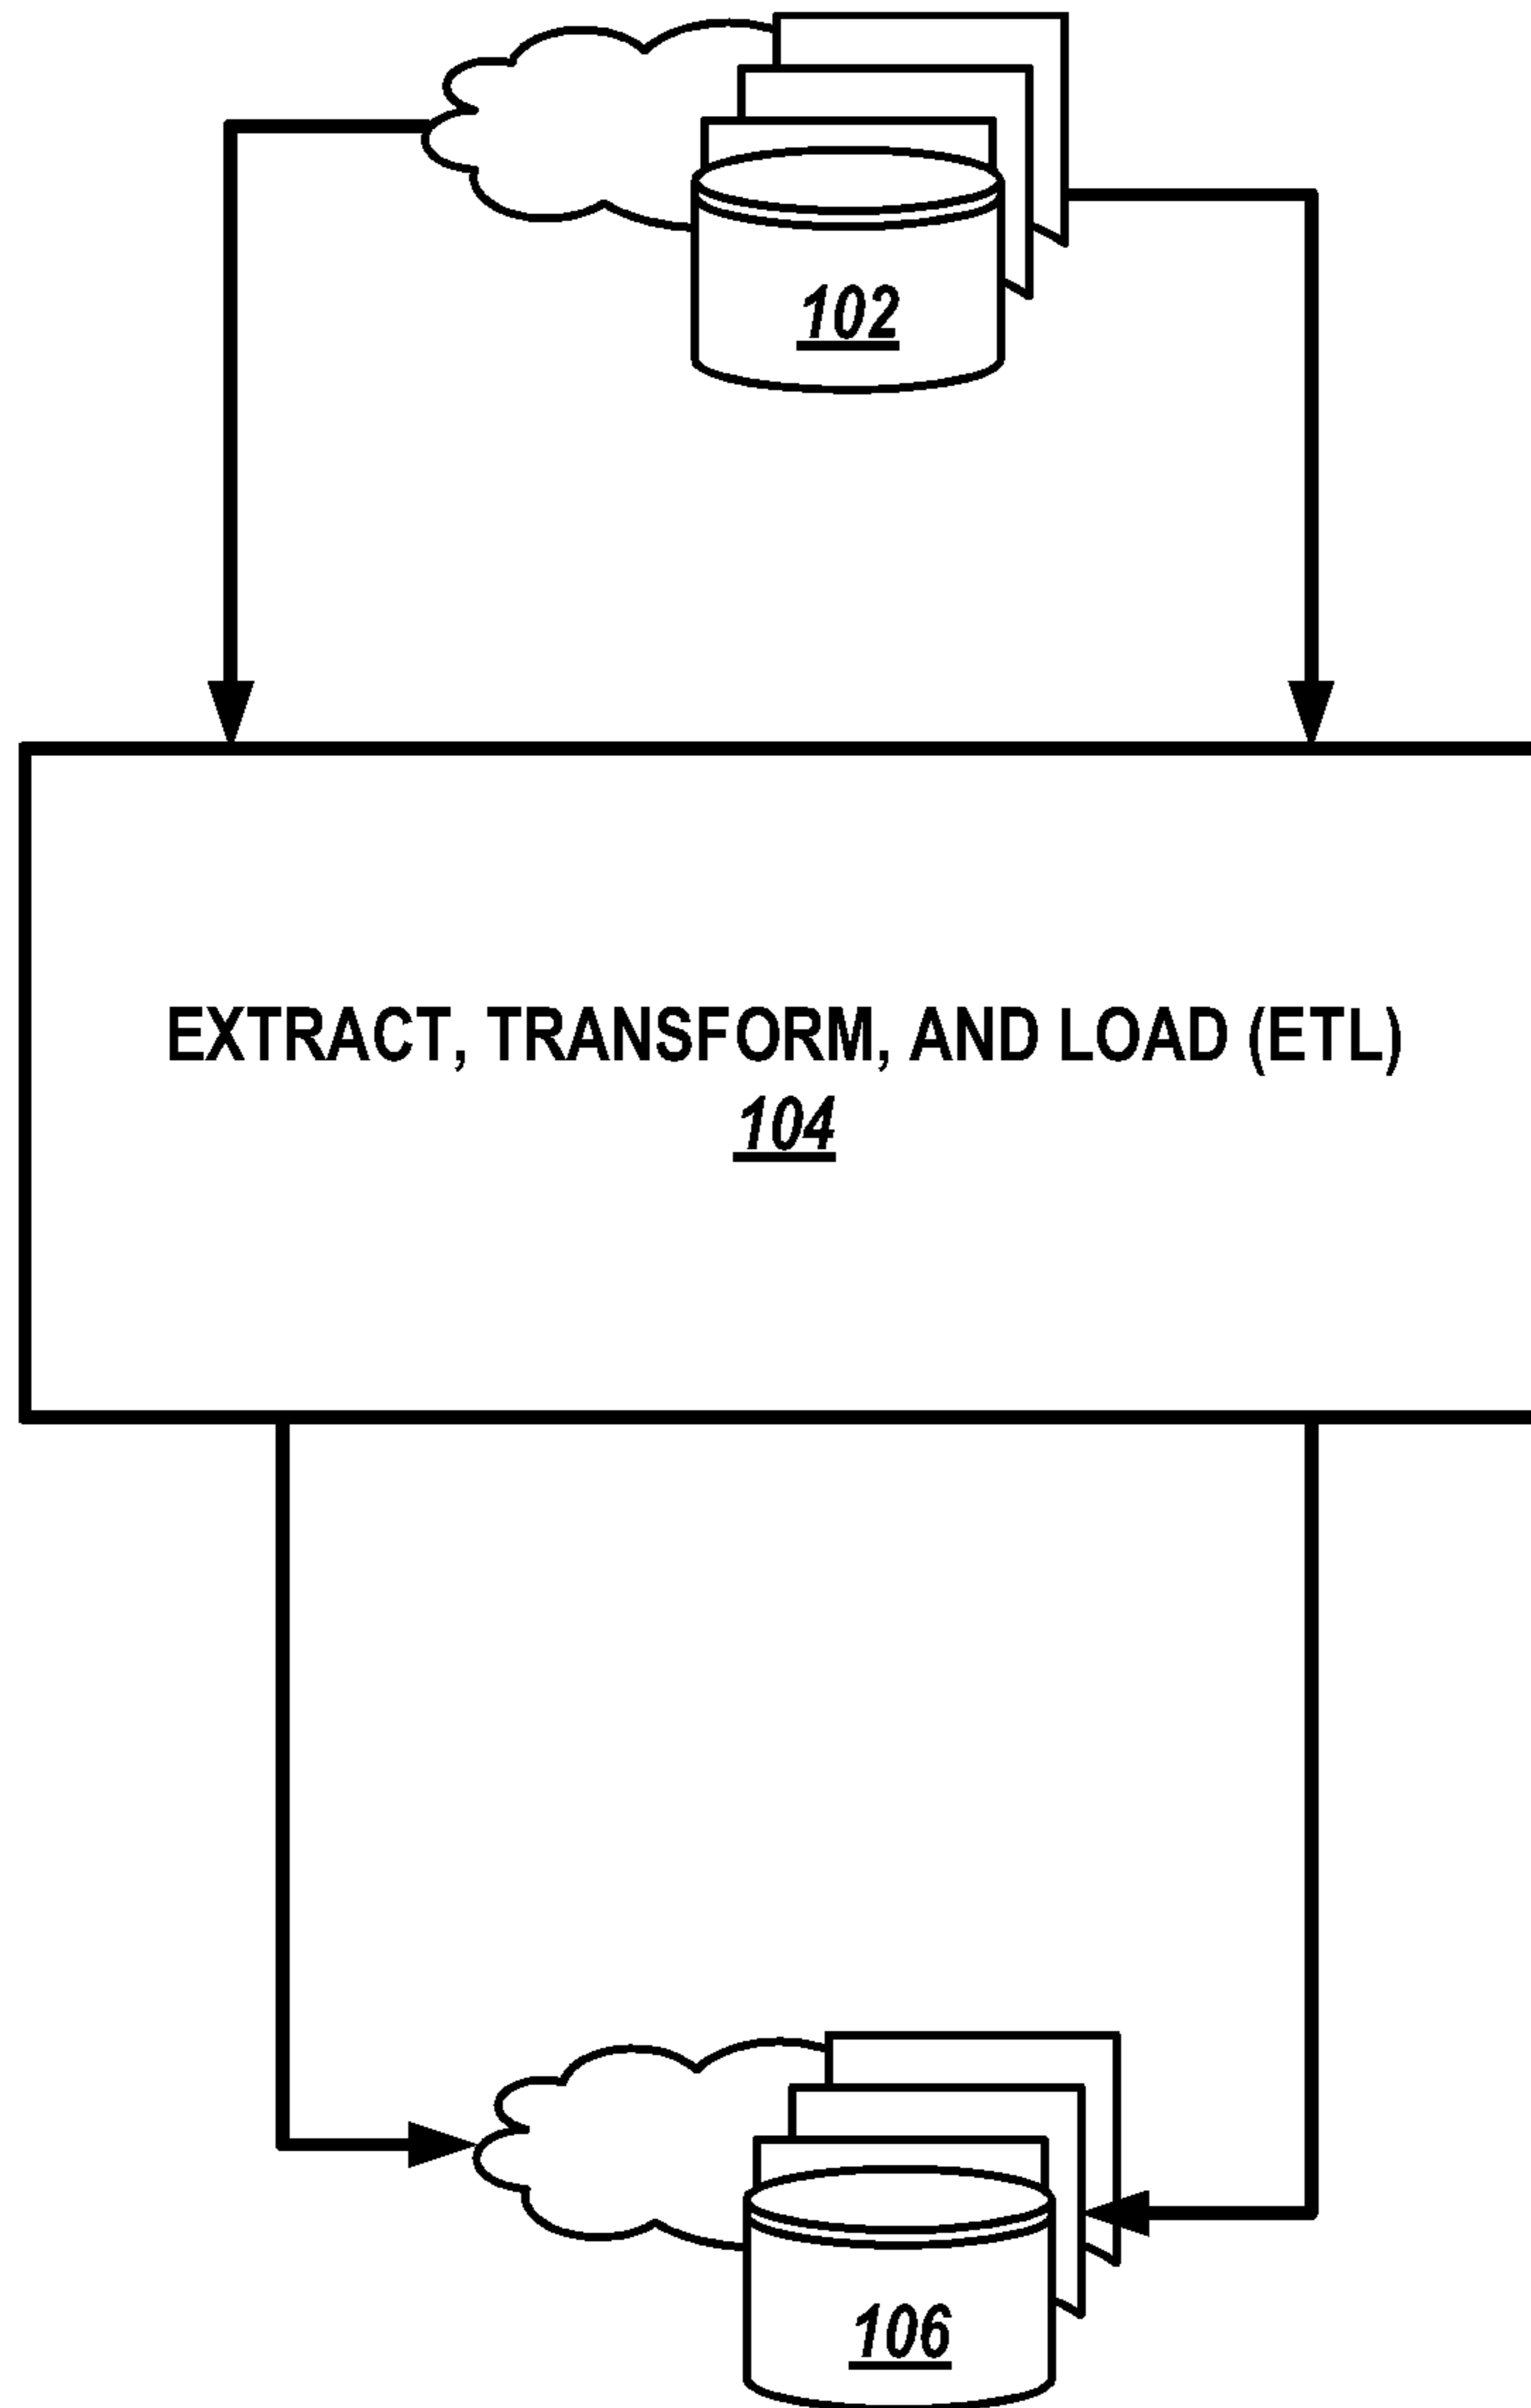 102
EXTRACT, TRANSFORM, AND LOAD (ETL)
104
106